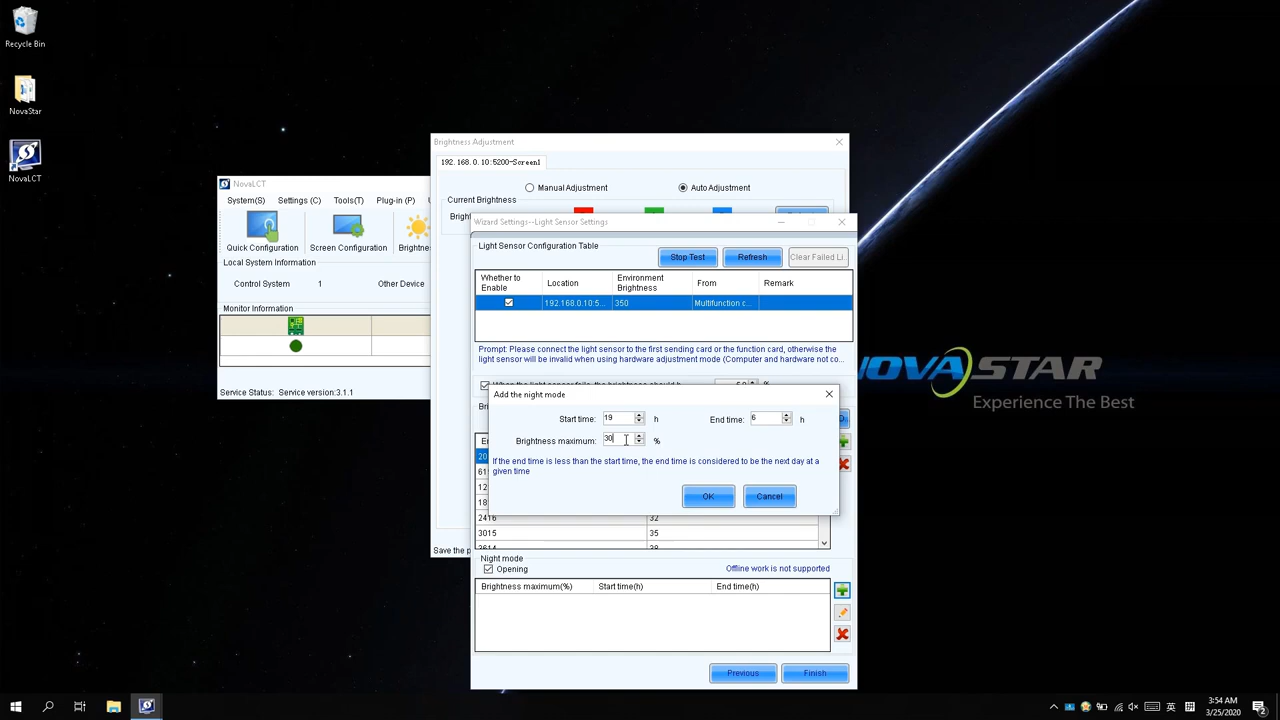 Recycle Bin
NovaStar
NovaLCT
NOVASTAR
Experience The Best
Brightness Adjustment
192.168.0.10:5200-Screen1
Manual Adjustment
Auto Adjustment
Current Brightness
NovaLCT
System(S) Settings (C) Tools(T) Plug-in (P)
Quick Configuration Screen Configuration
Local System Information
Control System 1 Other Device
Monitor Information
Service Status: Service version:3.1.1
Wizard Settings--Light Sensor Settings
Light Sensor Configuration Table
Stop Test Refresh Clear Failed Li...
Whether to Enable Location Environment Brightness From Remark
192.168.0.10:5... 350 Multifunction c...
Prompt: Please connect the light sensor to the first sending card or the function card, otherwise the
light sensor will be invalid when using hardware adjustment mode (Computer and hardware not co...
Add the night mode
Start time: 19 h End time: 6 h
Brightness maximum: 30 %
If the end time is less than the start time, the end time is considered to be the next day at a
given time
OK Cancel
2416 32
3015 35
Save the p
Night mode
Opening Offline work is not supported
Brightness maximum(%) Start time(h) End time(h)
Previous Finish
英
拼
3:54 AM
3/25/2020
2